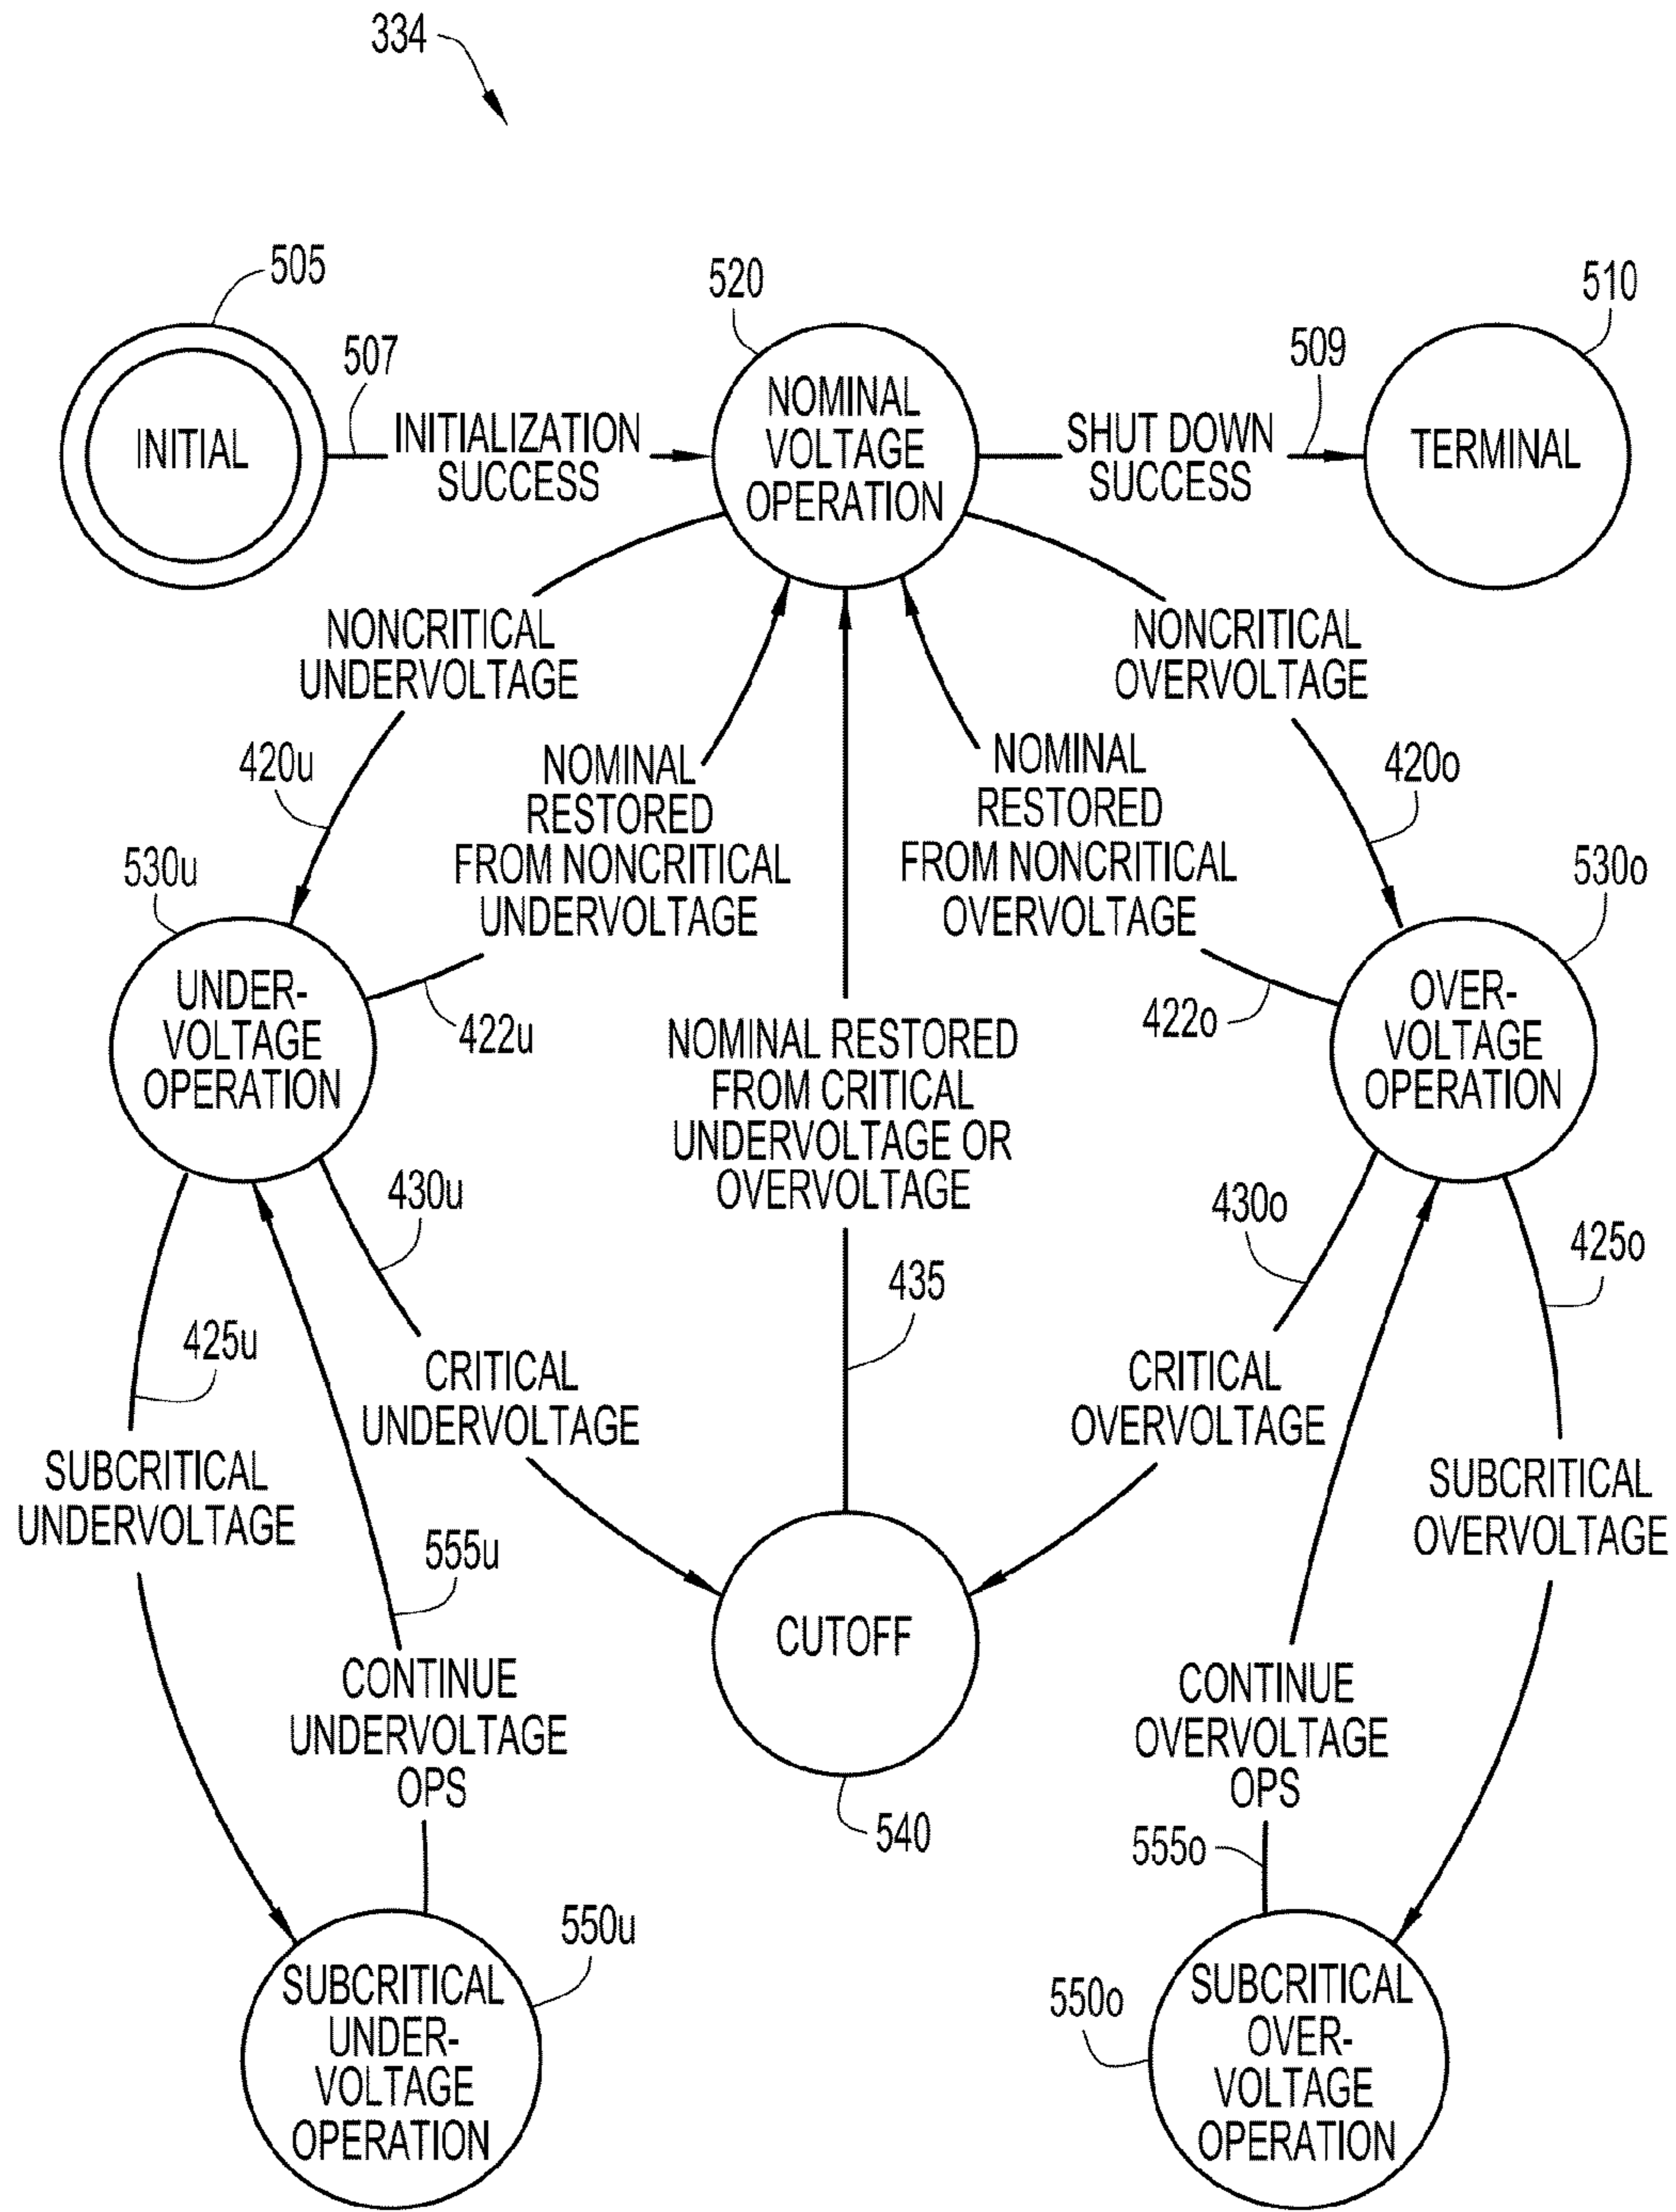 334
505
520
510
507
509
INITIAL
INITIALIZATION
SUCCESS
NOMINAL
VOLTAGE
OPERATION
SHUT DOWN
SUCCESS
TERMINAL
NONCRITICAL
UNDERVOLTAGE
NONCRITICAL
OVERVOLTAGE
420u
NOMINAL
RESTORED
FROM NONCRITICAL
UNDERVOLTAGE
NOMINAL
RESTORED
FROM NONCRITICAL
OVERVOLTAGE
420o
530u
530o
UNDER-
VOLTAGE
OPERATION
422u
NOMINAL RESTORED
FROM CRITICAL
UNDERVOLTAGE OR
OVERVOLTAGE
422o
OVER-
VOLTAGE
OPERATION
430u
430o
425o
435
425u
CRITICAL
UNDERVOLTAGE
CRITICAL
OVERVOLTAGE
SUBCRITICAL
UNDERVOLTAGE
SUBCRITICAL
OVERVOLTAGE
555u
CUTOFF
CONTINUE
UNDERVOLTAGE
OPS
CONTINUE
OVERVOLTAGE
OPS
540
555o
550u
550o
SUBCRITICAL
UNDER-
VOLTAGE
OPERATION
SUBCRITICAL
OVER-
VOLTAGE
OPERATION